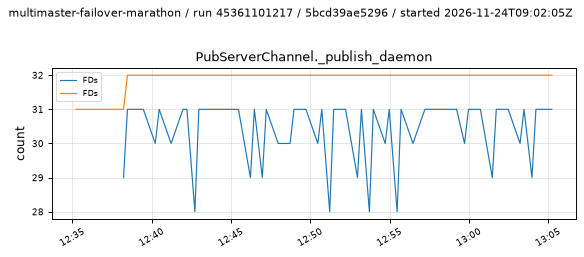 multimaster-failover-marathon / run 45361101217 / 5bcd39ae5296 / started 2026-11-24T09:02:05Z
PubServerChannel._publish_daemon
FDs
FDs
count
32
31
30
29
28
12:35
12:40
12:45
12:50
12:55
13:00
13:05